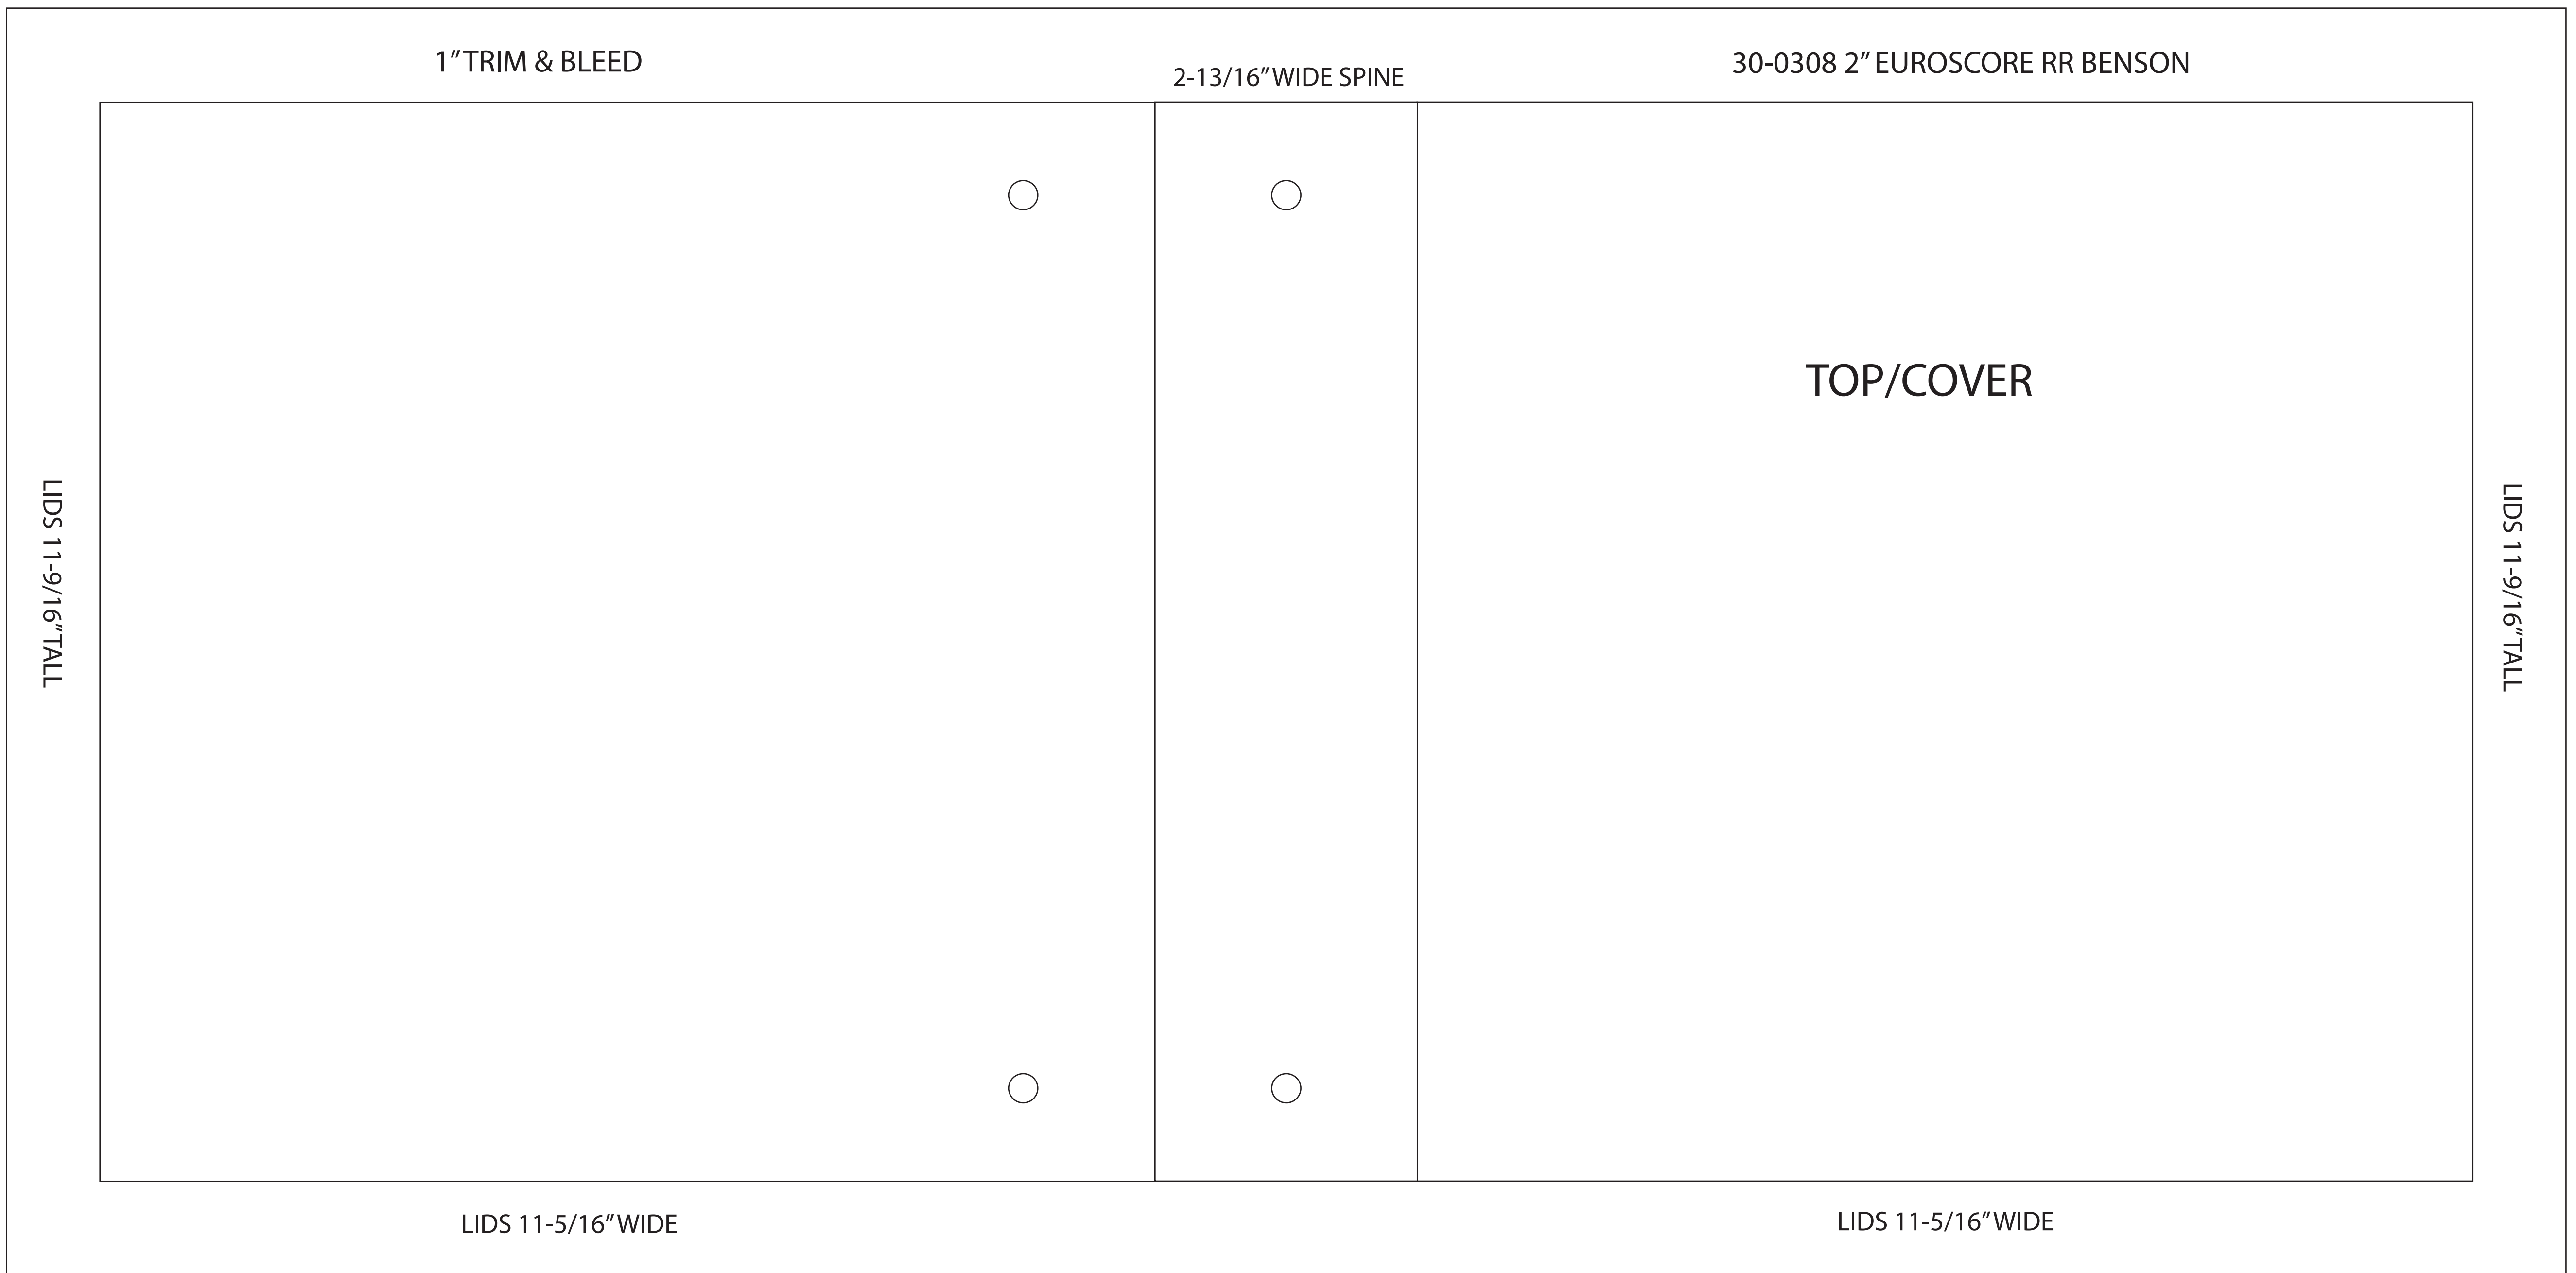 1" TRIM & BLEED
2-13/16" WIDE SPINE
30-0308 2" EUROSCORE RR BENSON
TOP/COVER
LIDS 11-9/16" TALL
LIDS 11-9/16" TALL
LIDS 11-5/16" WIDE
LIDS 11-5/16" WIDE